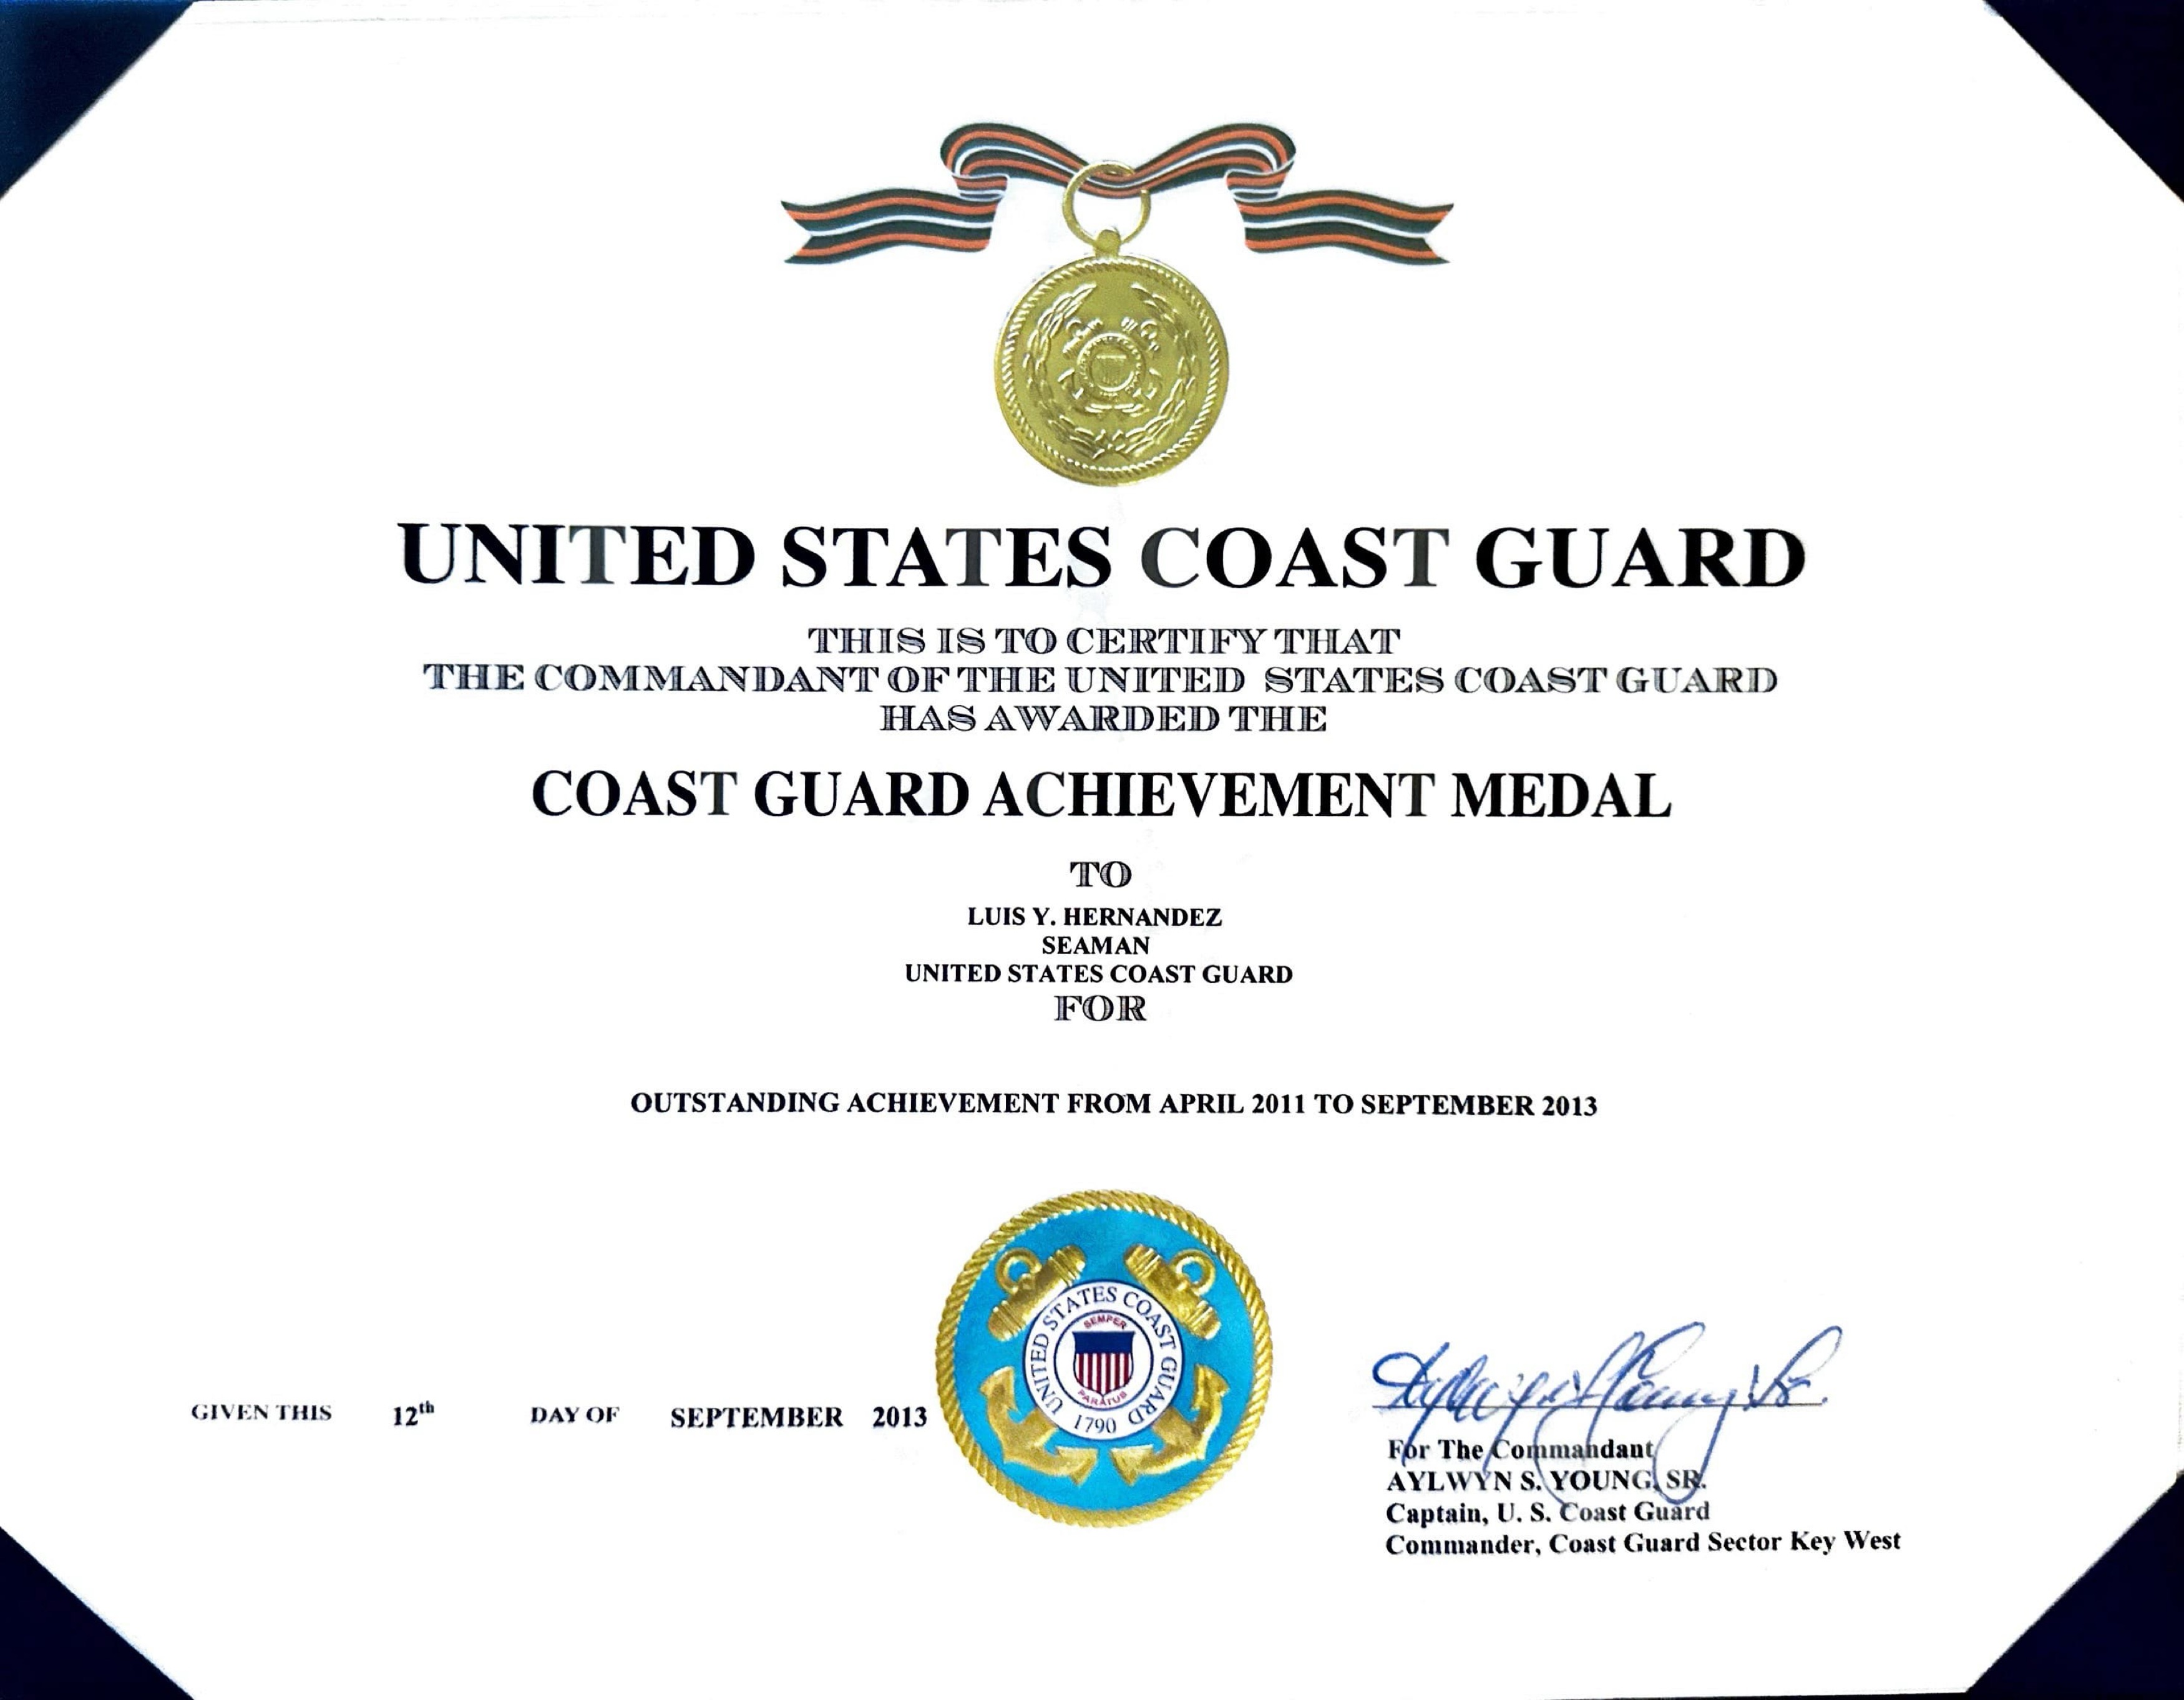 UNITED STATES COAST GUARD
THIS IS TO CERTIFY THAT
THE COMMANDANT OF THE UNITED STATES COAST GUARD
HAS AWARDED THE
COAST GUARD ACHIEVEMENT MEDAL
TO
LUIS Y. HERNANDEZ
SEAMAN
UNITED STATES COAST GUARD
FOR
OUTSTANDING ACHIEVEMENT FROM APRIL 2011 TO SEPTEMBER 2013
UNITED STATES COAST GUARD
SEMPER
PARATUS
1790
GIVEN THIS 12th DAY OF SEPTEMBER 2013
For The Commandant
AYLWYN S. YOUNG, SR.
Captain, U. S. Coast Guard
Commander, Coast Guard Sector Key West